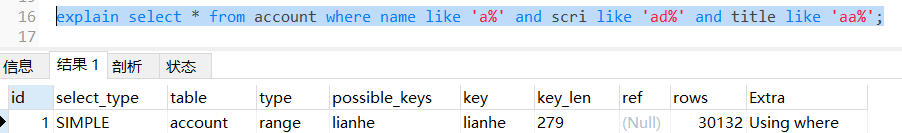 16 explain select * from account where name like 'a%' and scri like 'ad%' and title like 'aa%';
17
信息 结果 1 剖析 状态
id select_type table type possible_keys key key_len ref rows Extra
1 SIMPLE account range lianhe lianhe 279 (Null) 30132 Using where